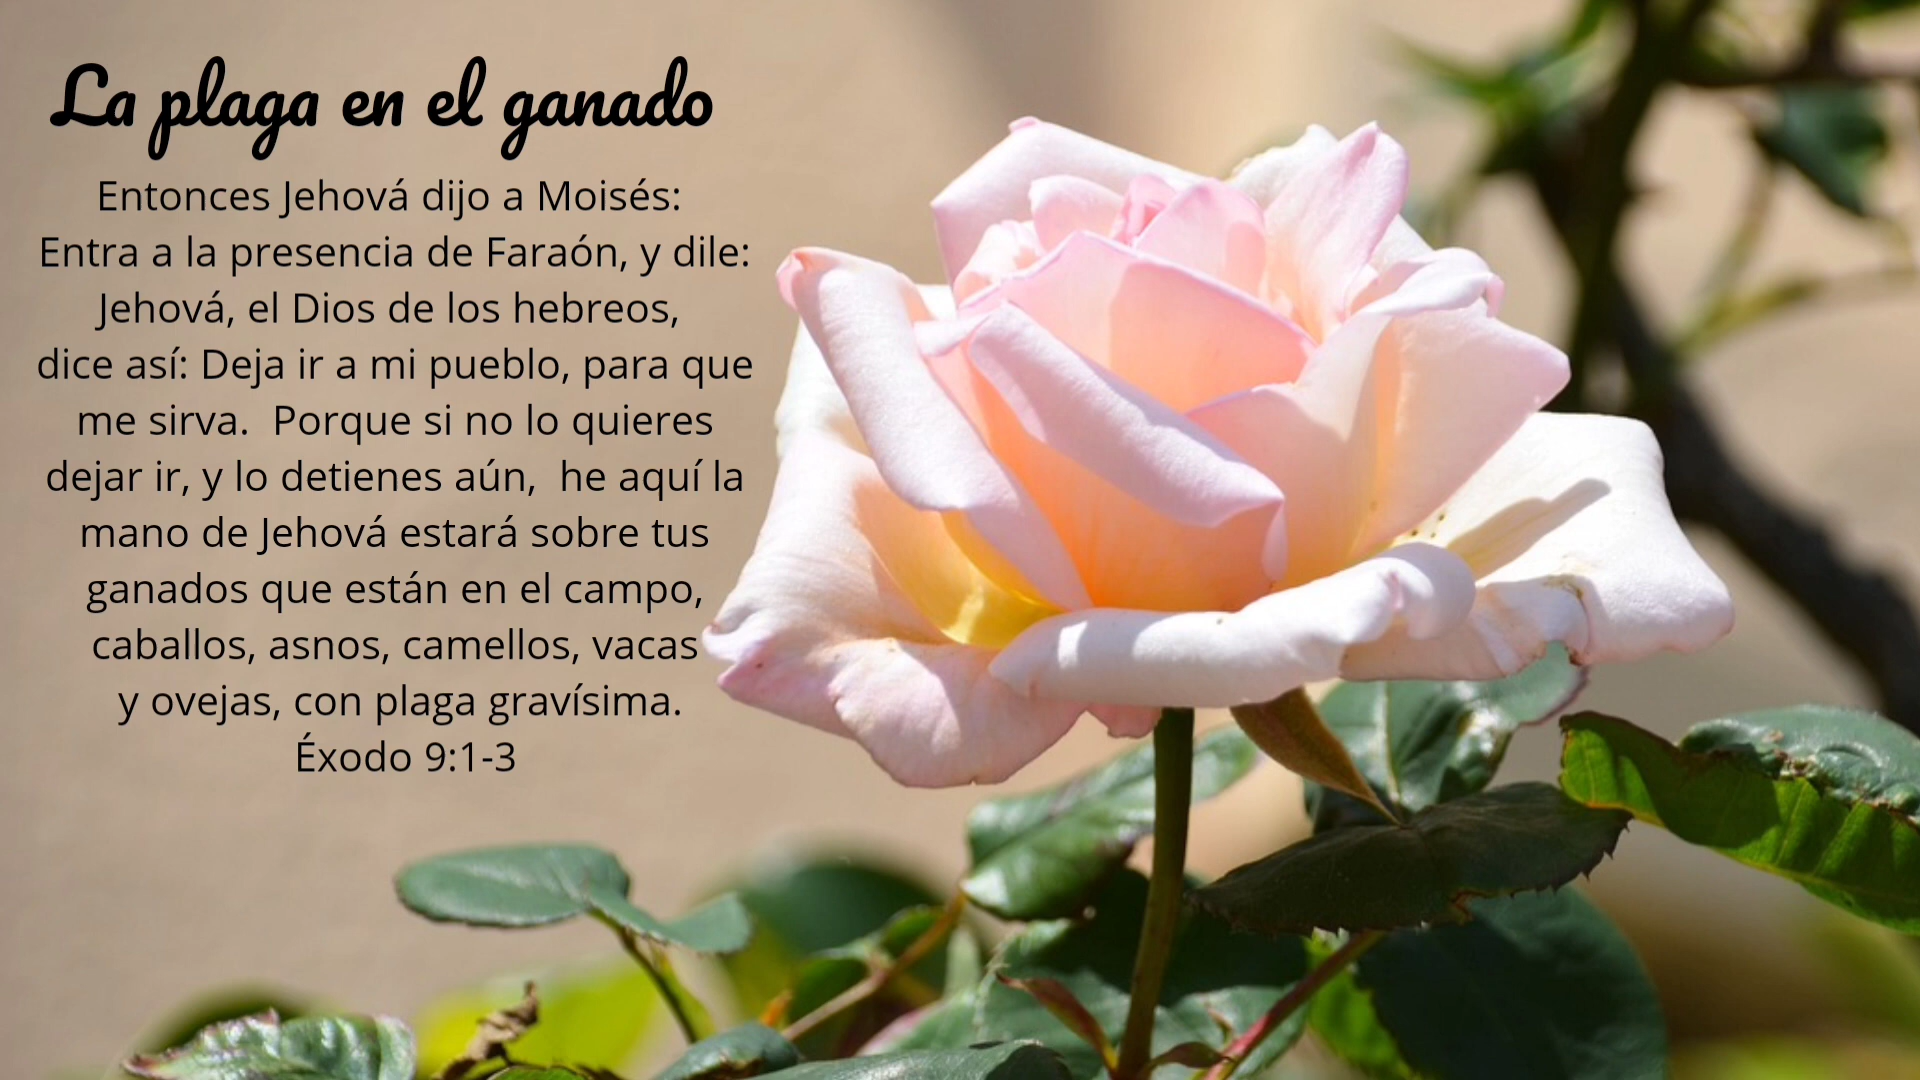 La plaga en el ganado
Entonces Jehová dijo a Moisés:
Entra a la presencia de Faraón, y dile:
Jehová, el Dios de los hebreos,
dice así: Deja ir a mi pueblo, para que
me sirva.  Porque si no lo quieres
dejar ir, y lo detienes aún,  he aquí la
mano de Jehová estará sobre tus
ganados que están en el campo,
caballos, asnos, camellos, vacas
y ovejas, con plaga gravísima.
Éxodo 9:1-3